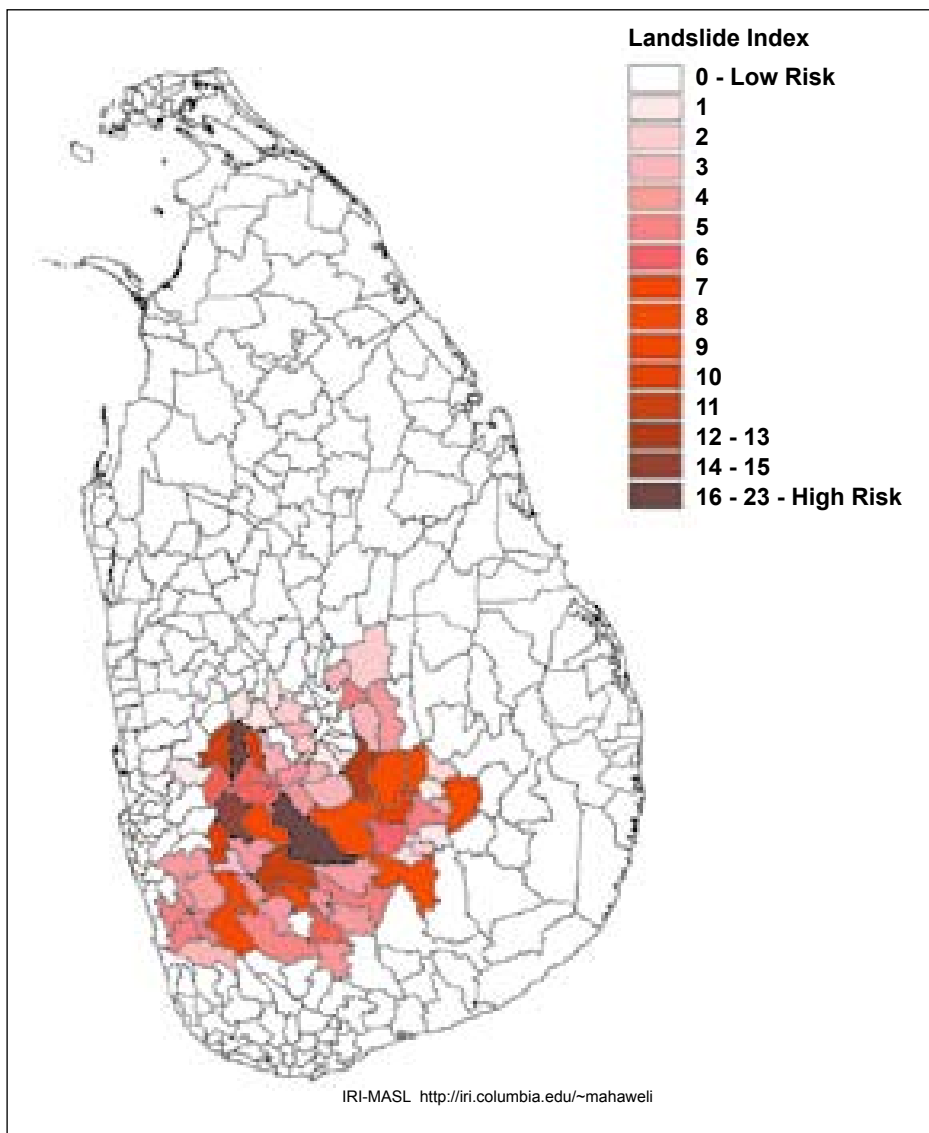 Landslide Index
0 - Low Risk
1
2
3
4
5
6
7
8
9
10
11
12 - 13
14 - 15
16 - 23 - High Risk
IRI-MASL http://iri.columbia.edu/~mahaweli